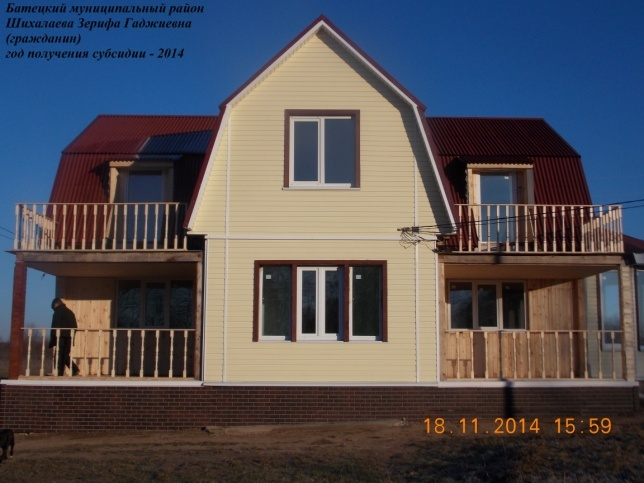 Батецкий муниципальный район
Шихалаева Зерифа Гаджиевна
(гражданин)
год получения субсидии - 2014
18.11.2014 15:59